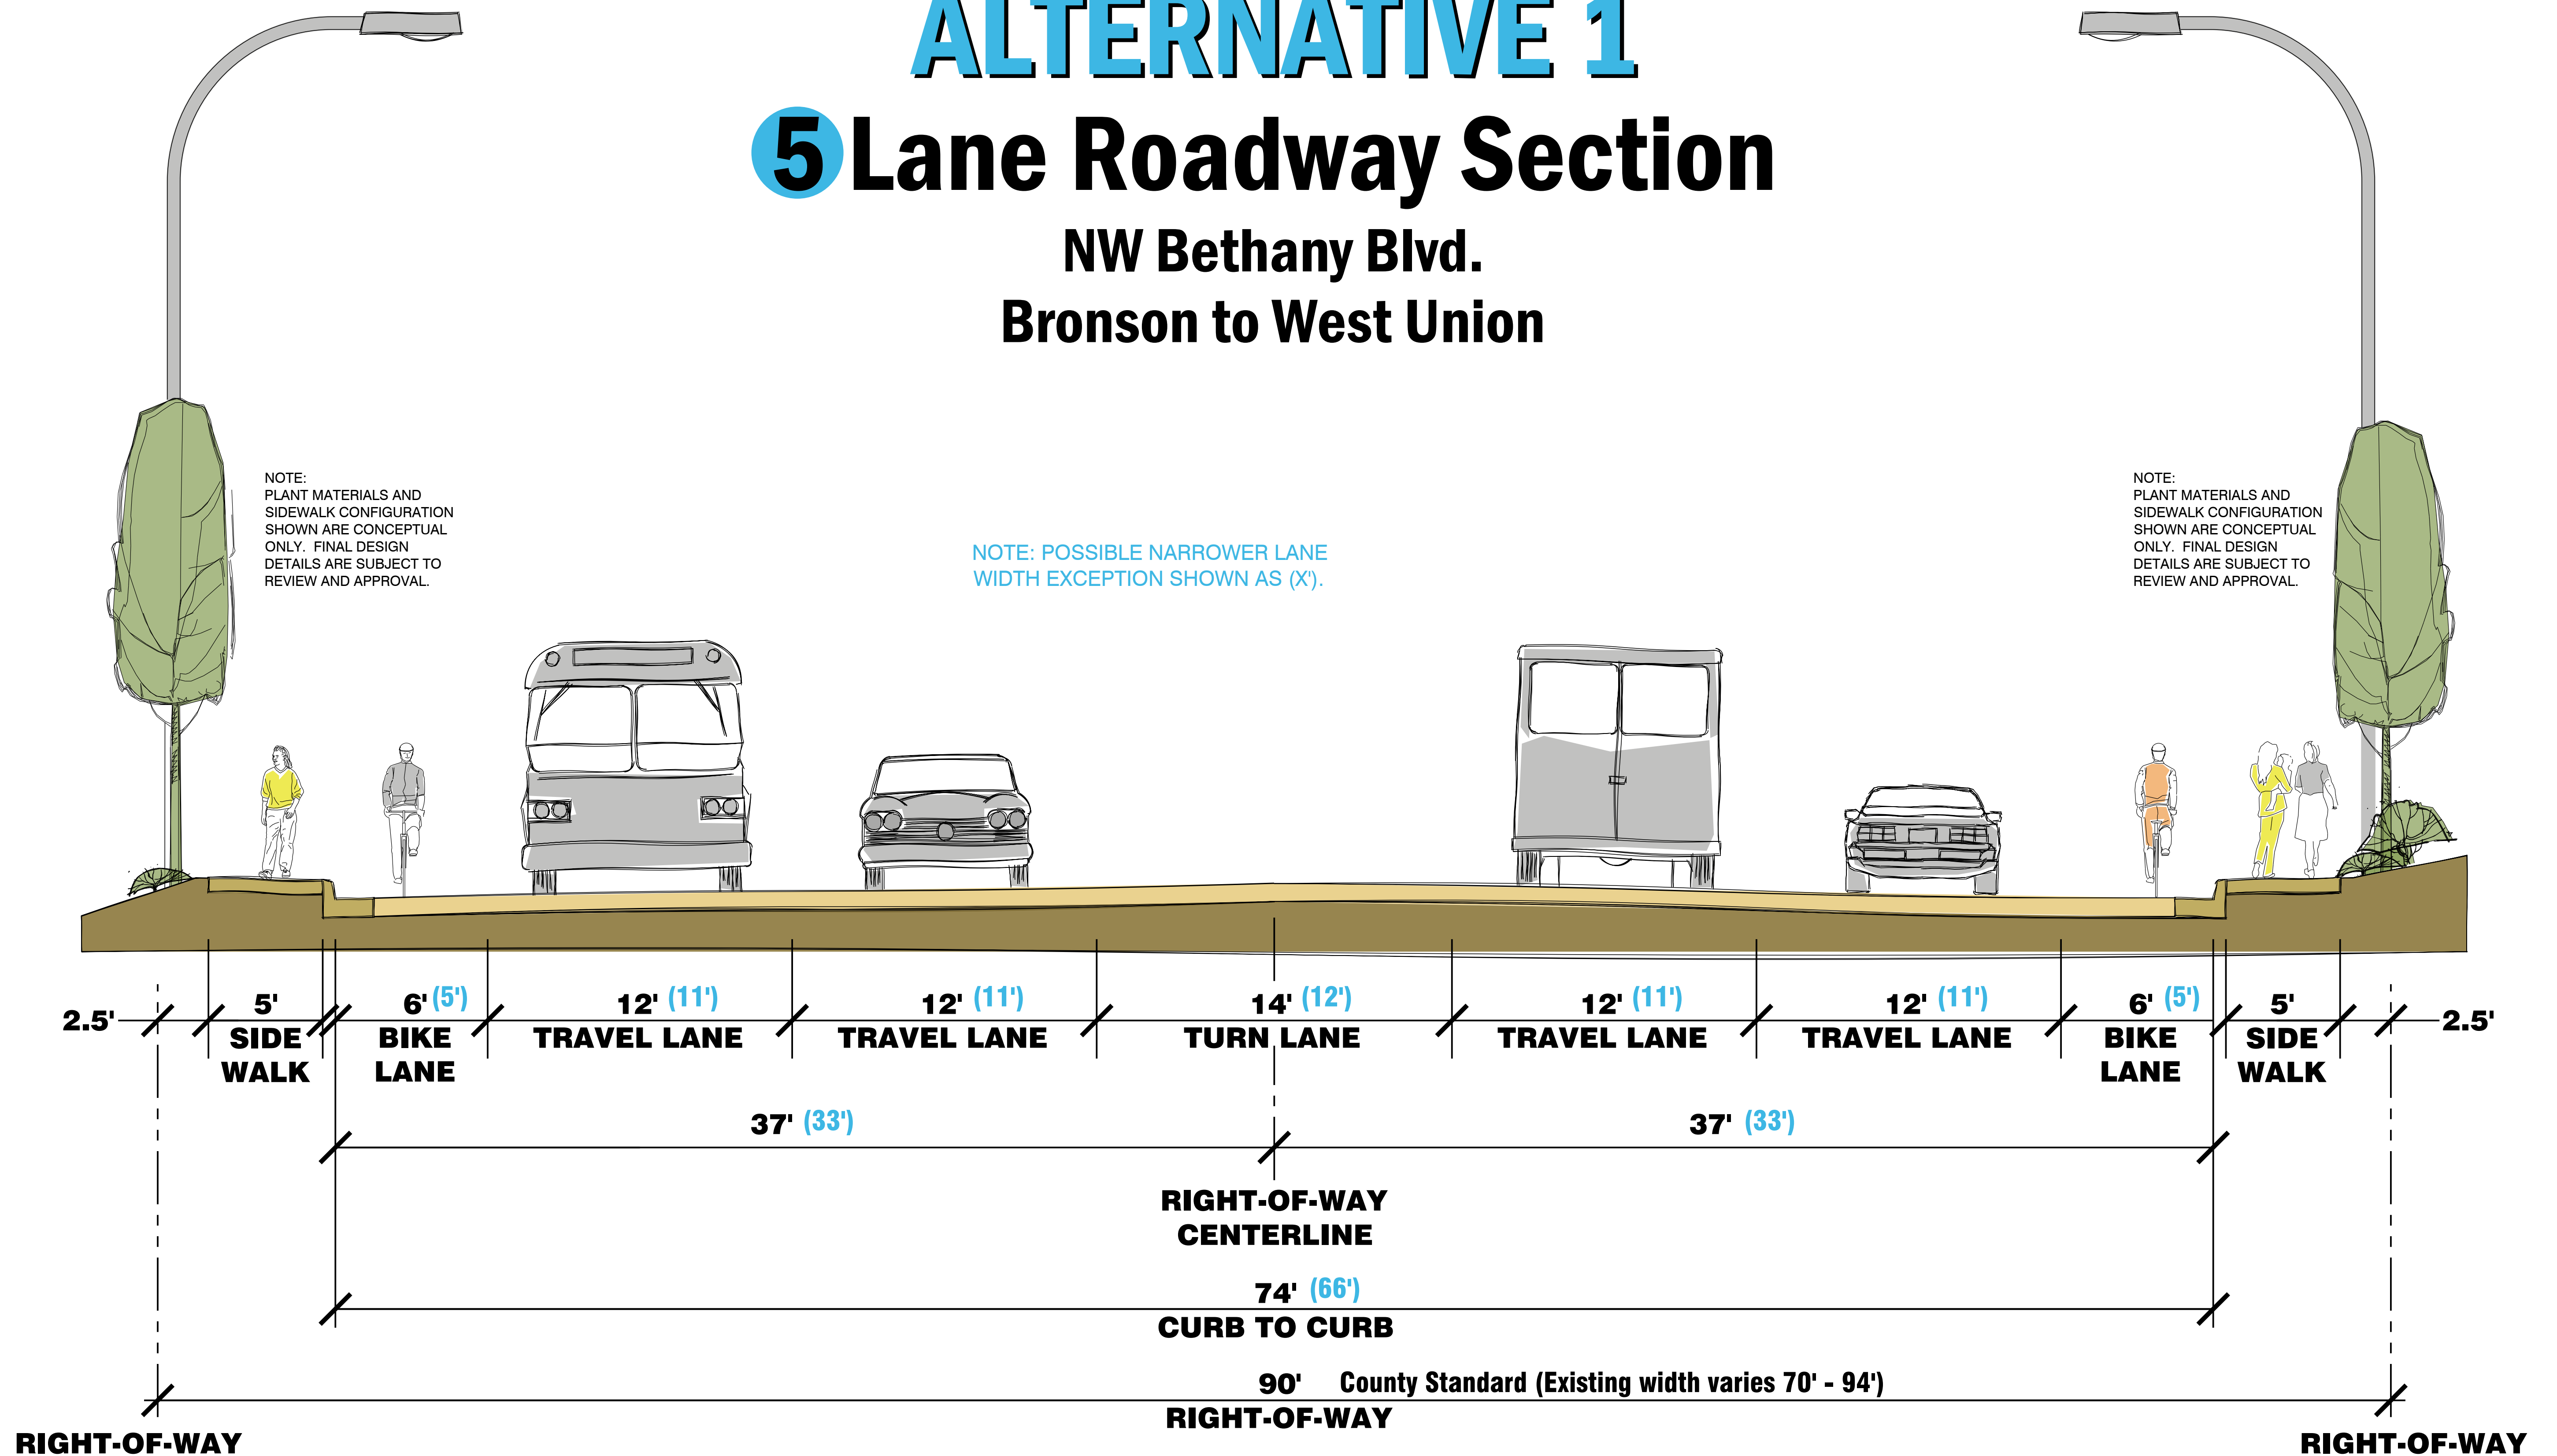 ALTERNATIVE 1
5 Lane Roadway Section
NW Bethany Blvd.
Bronson to West Union
NOTE:
PLANT MATERIALS AND
SIDEWALK CONFIGURATION
SHOWN ARE CONCEPTUAL
ONLY. FINAL DESIGN
DETAILS ARE SUBJECT TO
REVIEW AND APPROVAL.
NOTE: POSSIBLE NARROWER LANE
WIDTH EXCEPTION SHOWN AS (X').
NOTE:
PLANT MATERIALS AND
SIDEWALK CONFIGURATION
SHOWN ARE CONCEPTUAL
ONLY. FINAL DESIGN
DETAILS ARE SUBJECT TO
REVIEW AND APPROVAL.
2.5'
5'
SIDE
WALK
6' (5')
BIKE
LANE
12' (11')
TRAVEL LANE
12' (11')
TRAVEL LANE
14' (12')
TURN LANE
12' (11')
TRAVEL LANE
12' (11')
TRAVEL LANE
6' (5')
BIKE
LANE
5'
SIDE
WALK
2.5'
37' (33')
37' (33')
RIGHT-OF-WAY
CENTERLINE
74' (66')
CURB TO CURB
90' County Standard (Existing width varies 70' - 94')
RIGHT-OF-WAY
RIGHT-OF-WAY
RIGHT-OF-WAY